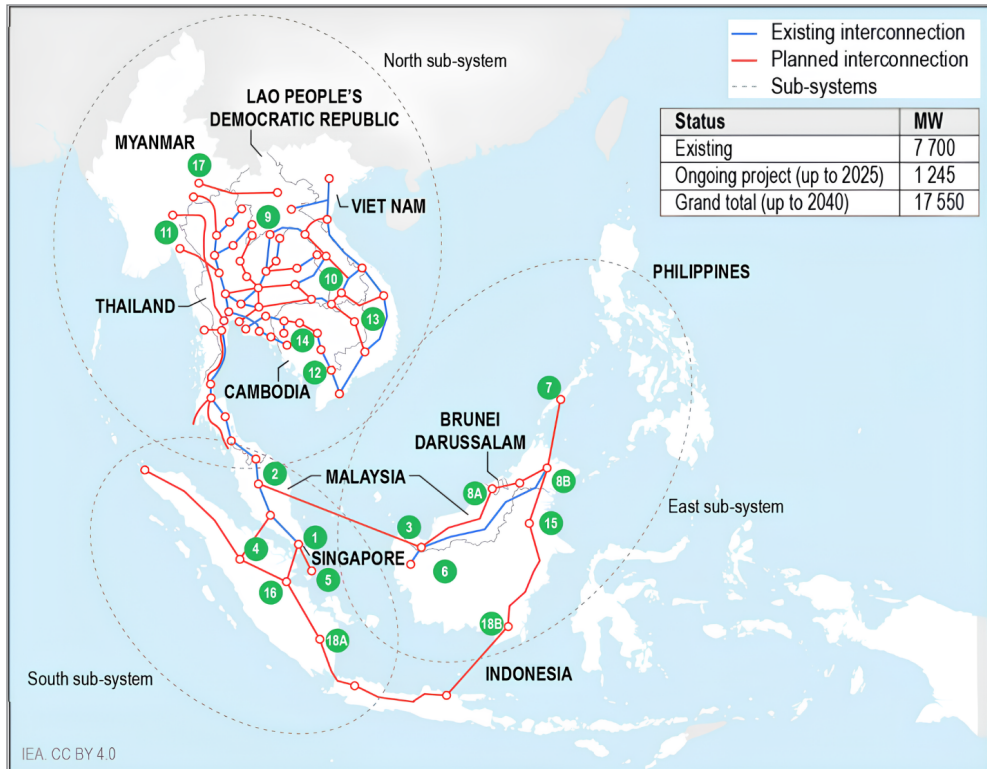 Existing interconnection
Planned interconnection
Sub-systems
North sub-system
Status MW
Existing 7 700
Ongoing project (up to 2025) 1 245
Grand total (up to 2040) 17 550
LAO PEOPLE'S
DEMOCRATIC REPUBLIC
MYANMAR
17
VIET NAM
9
11
PHILIPPINES
10
THAILAND
13
14
12
CAMBODIA
7
BRUNEI
DARUSSALAM
2
MALAYSIA
8A
8B
East sub-system
3
15
1
SINGAPORE
4
5
6
16
18B
18A
INDONESIA
South sub-system
IEA. CC BY 4.0